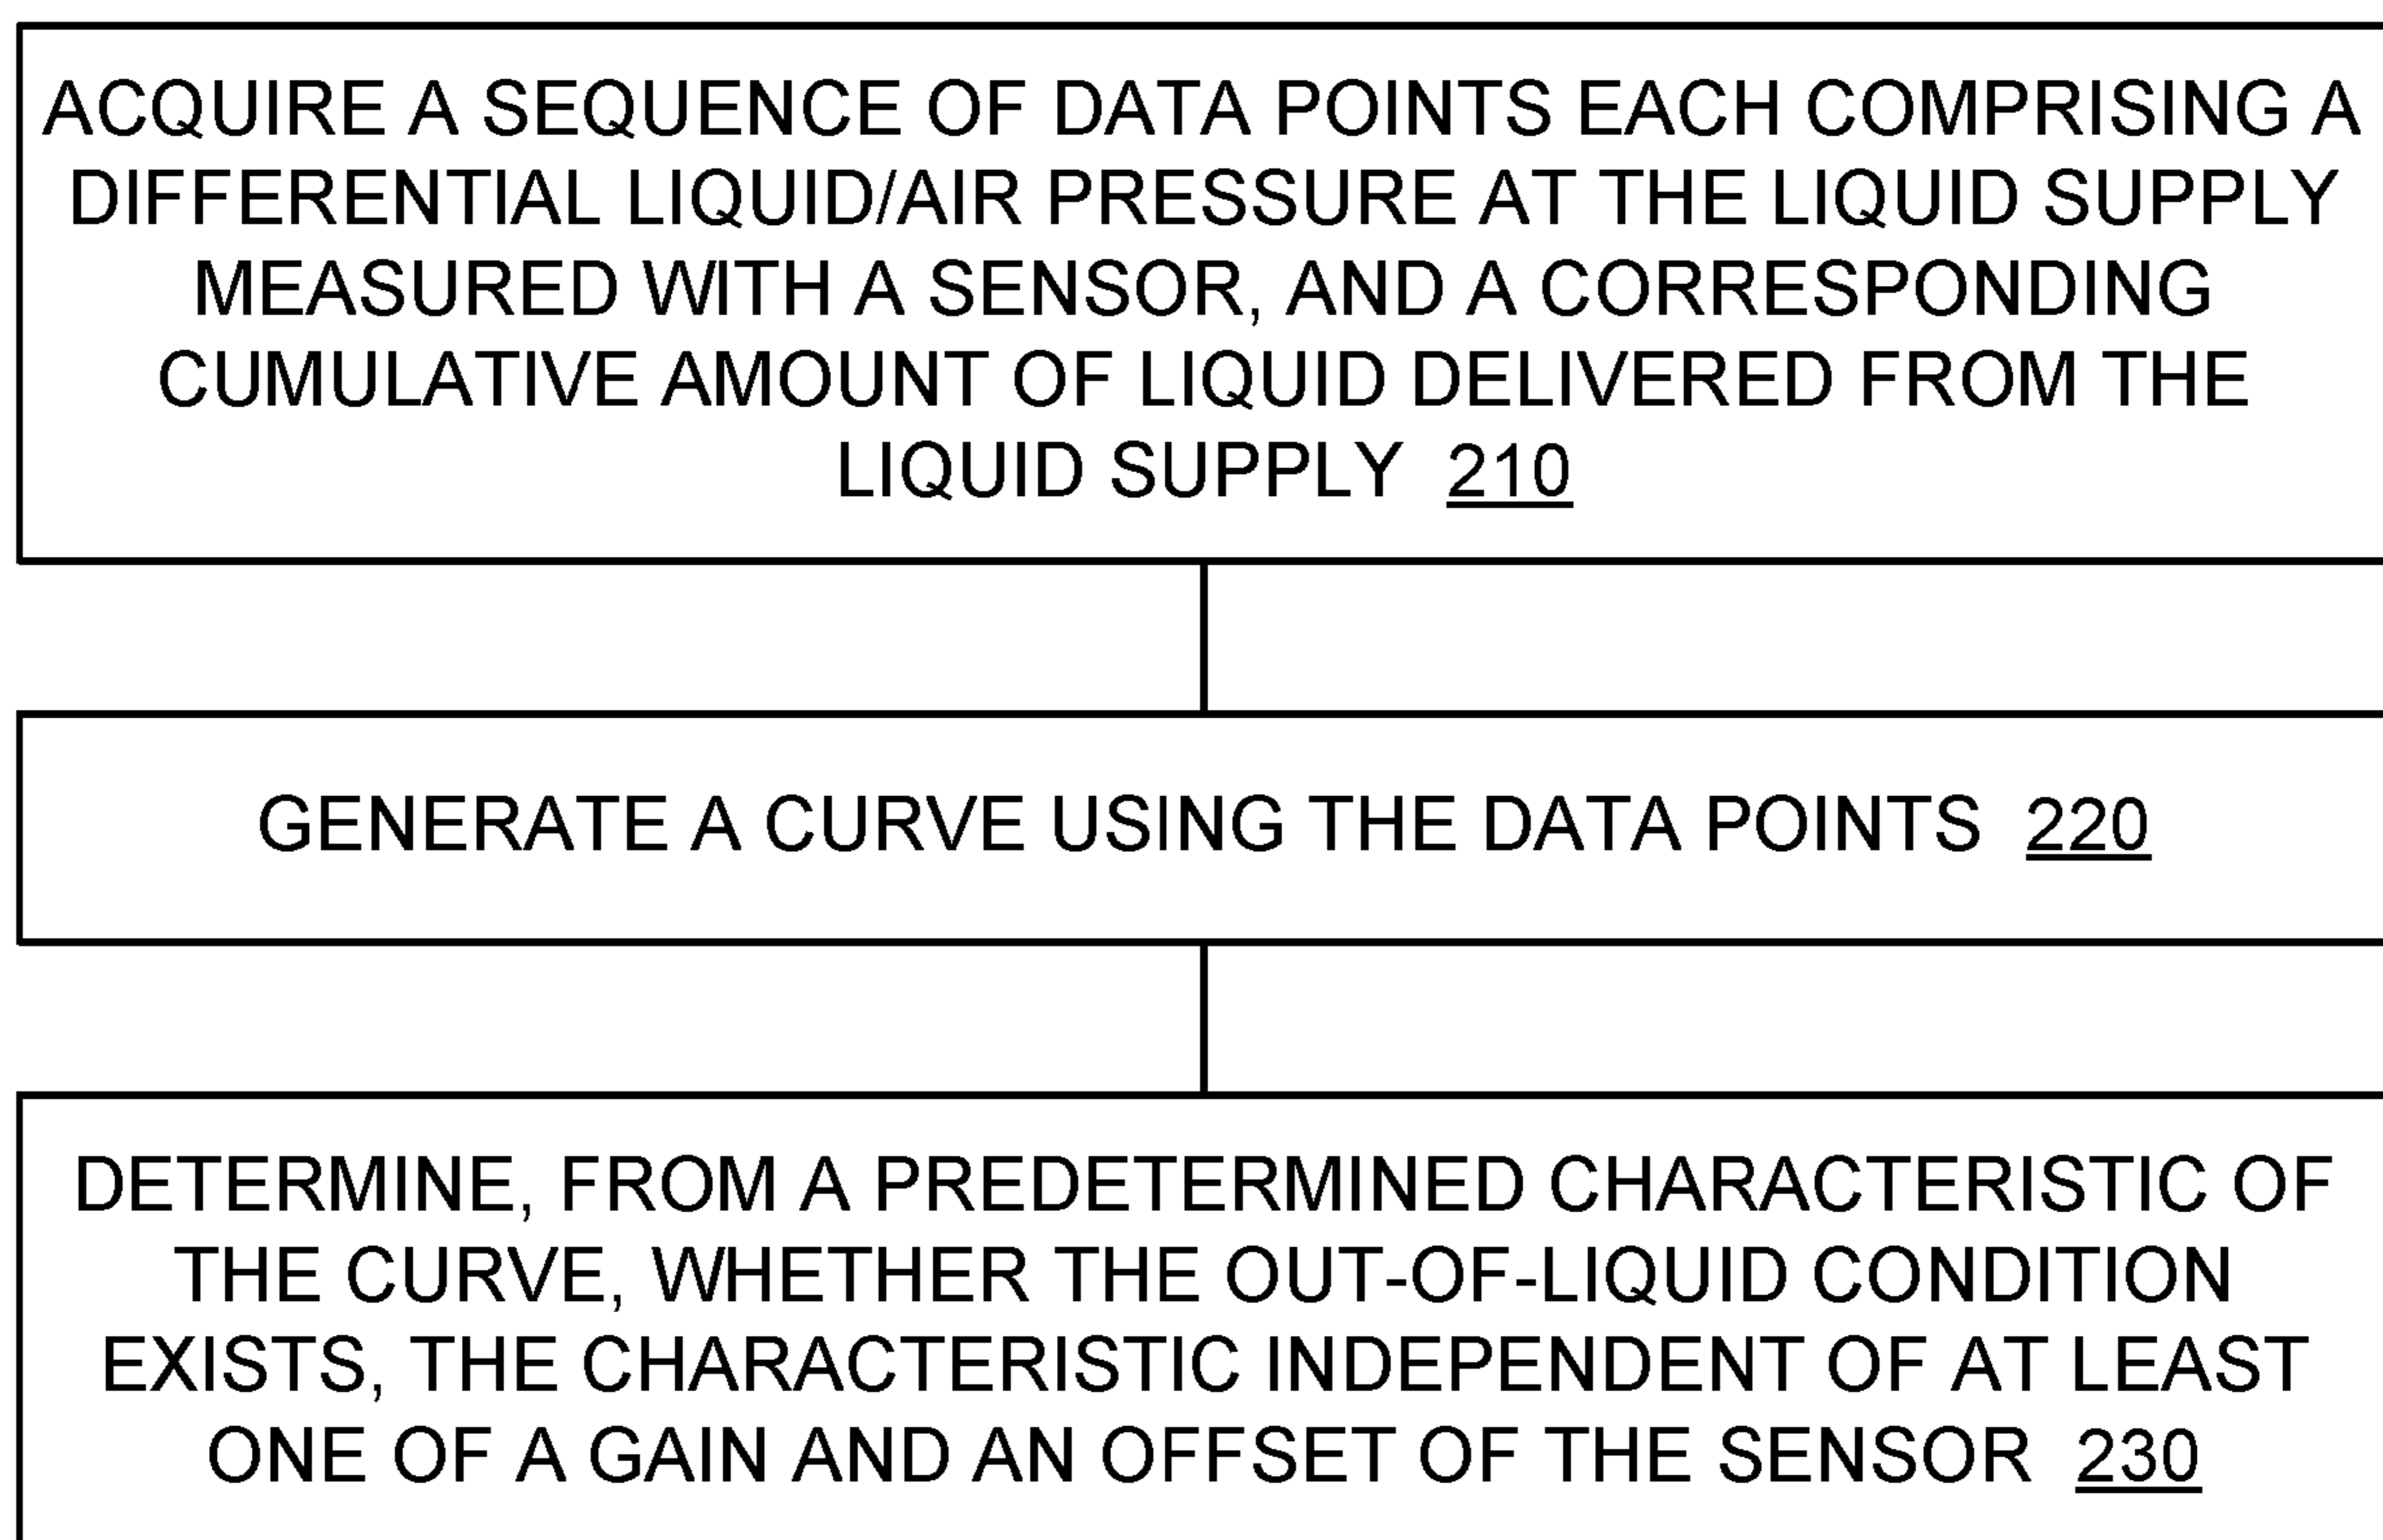 ACQUIRE A SEQUENCE OF DATA POINTS EACH COMPRISING A
DIFFERENTIAL LIQUID/AIR PRESSURE AT THE LIQUID SUPPLY
MEASURED WITH A SENSOR, AND A CORRESPONDING
CUMULATIVE AMOUNT OF LIQUID DELIVERED FROM THE
LIQUID SUPPLY 210
GENERATE A CURVE USING THE DATA POINTS 220
DETERMINE, FROM A PREDETERMINED CHARACTERISTIC OF
THE CURVE, WHETHER THE OUT-OF-LIQUID CONDITION
EXISTS, THE CHARACTERISTIC INDEPENDENT OF AT LEAST
ONE OF A GAIN AND AN OFFSET OF THE SENSOR 230